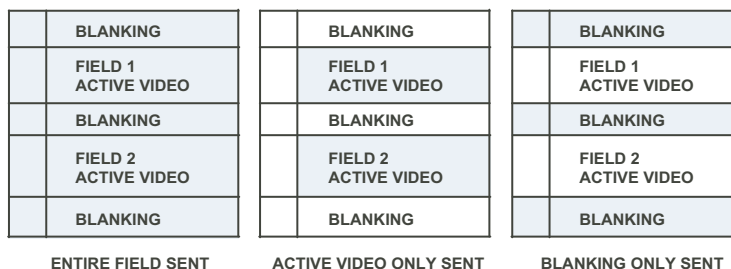 BLANKING
FIELD 1
ACTIVE VIDEO
BLANKING
FIELD 2
ACTIVE VIDEO
BLANKING
ENTIRE FIELD SENT
BLANKING
FIELD 1
ACTIVE VIDEO
BLANKING
FIELD 2
ACTIVE VIDEO
BLANKING
ACTIVE VIDEO ONLY SENT
BLANKING
FIELD 1
ACTIVE VIDEO
BLANKING
FIELD 2
ACTIVE VIDEO
BLANKING
BLANKING ONLY SENT